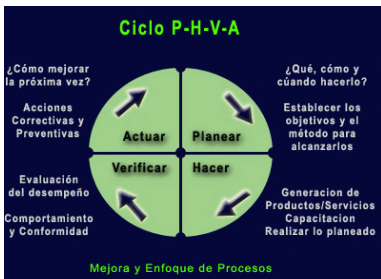 Ciclo P-H-V-A
¿Cómo mejorar
la próxima vez?
Acciones
Correctivas y
Preventivas
¿Qué, cómo y
cúando hacerlo?
Establecer los
objetivos y el
método para
alcanzarlos
Actuar
Planear
Verificar
Hacer
Evaluación
del desempeño
Comportamiento
y Conformidad
Generacion de
Productos/Servicios
Capacitacion
Realizar lo planeado
Mejora y Enfoque de Procesos